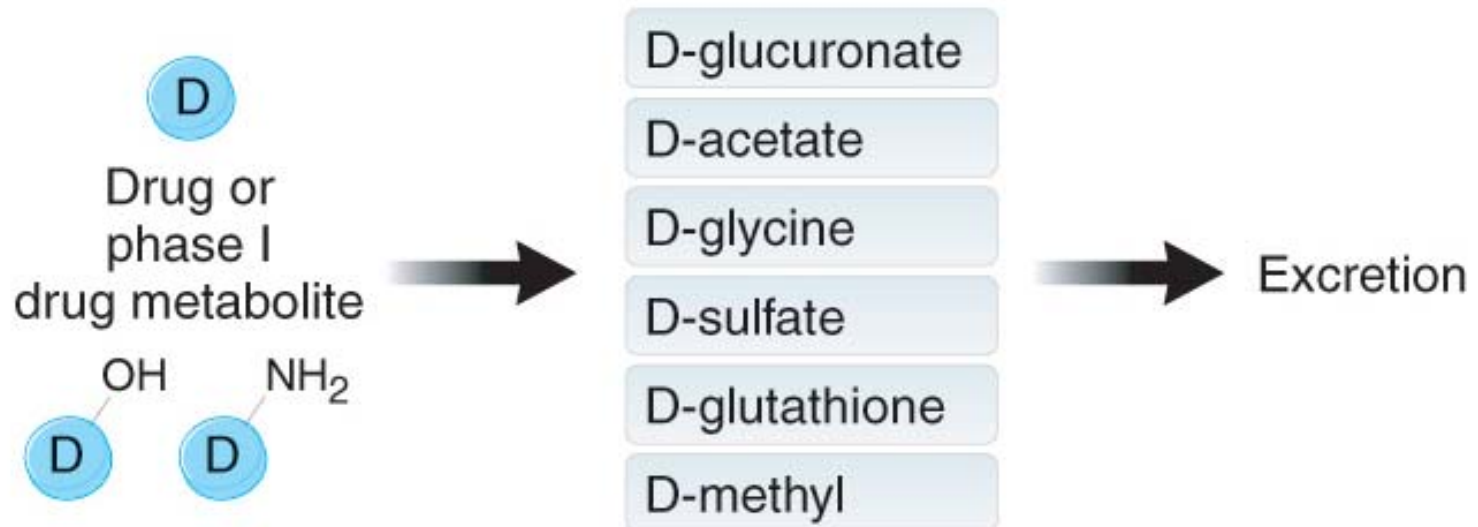 D
Drug or
phase I
drug metabolite
OH
NH₂
D
D
D-glucuronate
D-acetate
D-glycine
D-sulfate
D-glutathione
D-methyl
Excretion